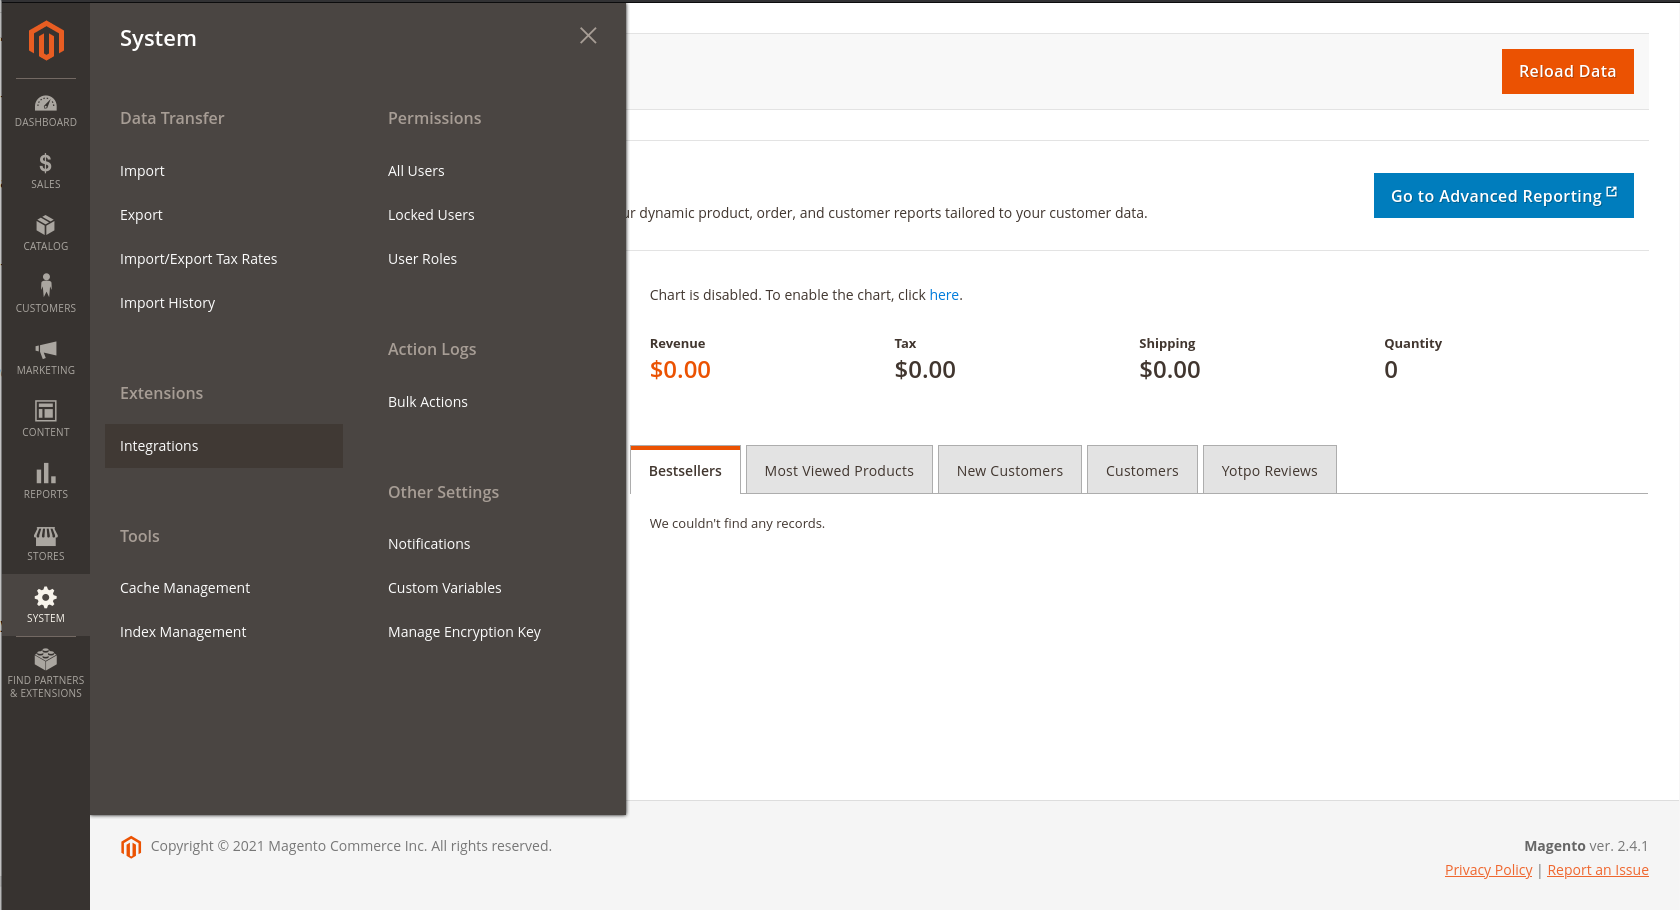 DASHBOARD
SALES
CATALOG
CUSTOMERS
MARKETING
CONTENT
REPORTS
STORES
SYSTEM
FIND PARTNERS
& EXTENSIONS
System
Data Transfer
Import
Export
Import/Export Tax Rates
Import History
Extensions
Integrations
Tools
Cache Management
Index Management
Permissions
All Users
Locked Users
User Roles
Action Logs
Bulk Actions
Other Settings
Notifications
Custom Variables
Manage Encryption Key
Reload Data
Go to Advanced Reporting
dynamic product, order, and customer reports tailored to your customer data.
Chart is disabled. To enable the chart, click here.
Revenue Tax Shipping Quantity
$0.00 $0.00 $0.00 0
Bestsellers Most Viewed Products New Customers Customers Yotpo Reviews
We couldn't find any records.
Copyright © 2021 Magento Commerce Inc. All rights reserved.
Magento ver. 2.4.1
Privacy Policy | Report an Issue